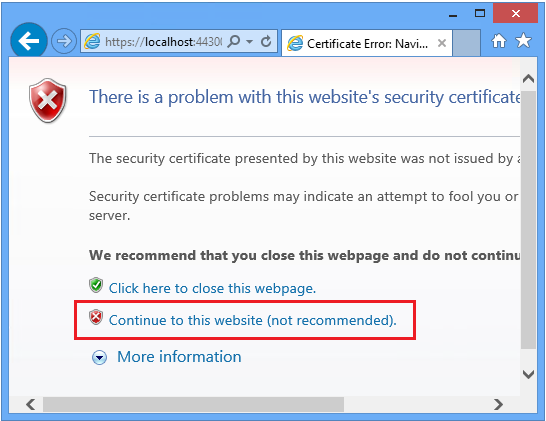 https://localhost:44300
Certificate Error: Navi...
There is a problem with this website's security certificate
The security certificate presented by this website was not issued by a
Security certificate problems may indicate an attempt to fool you or
server.
We recommend that you close this webpage and do not continu
Click here to close this webpage.
Continue to this website (not recommended).
More information